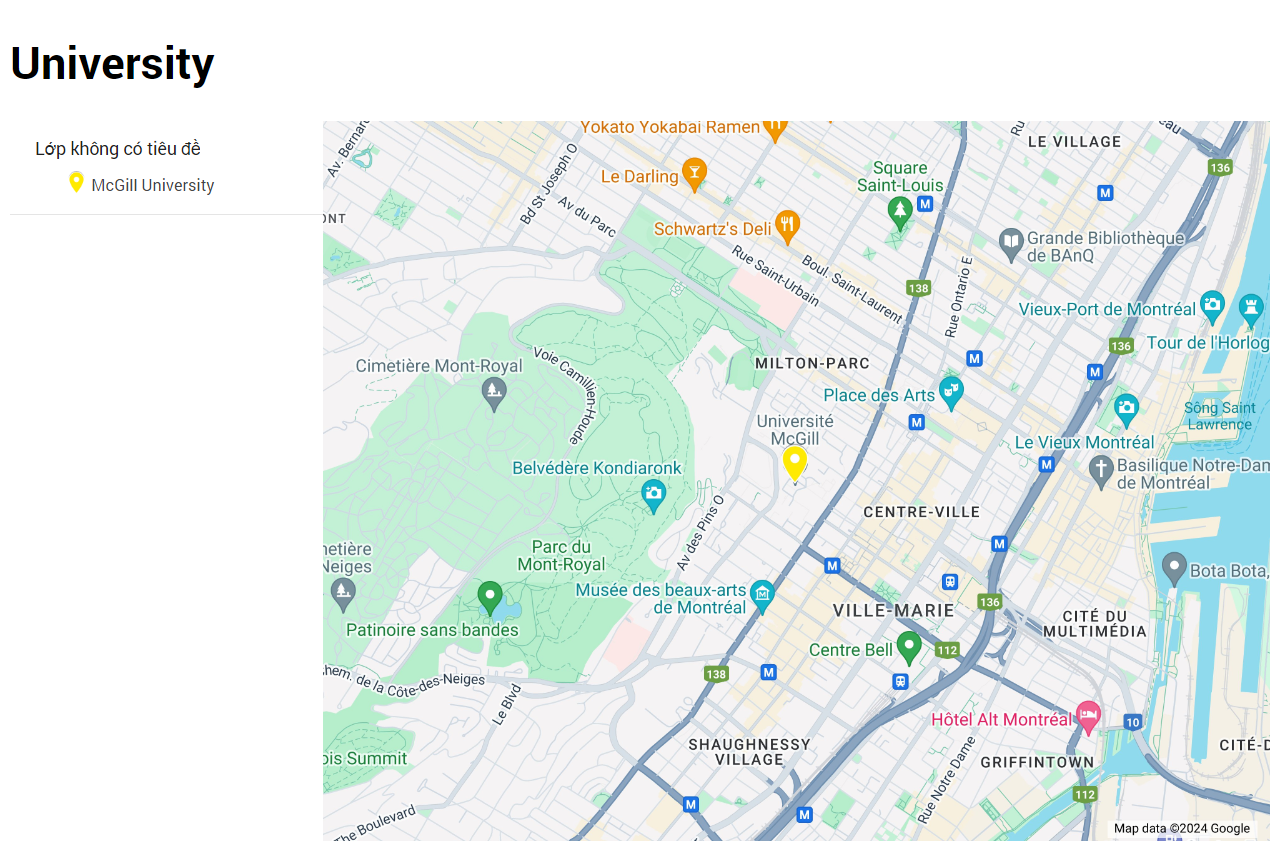 University
Lớp không có tiêu đề
McGill University
Yokato Yokabai Ramen
Av. Bernard
Bd St Joseph O
LE VILLAGE
136
Le Darling
Square
Saint-Louis
M
M
ONT
Av du Parc
Schwartz's Deli
Grande Bibliothèque
de BAnQ
Rue Saint-Urbain
Boul. Saint-Laurent
Rue Ontario E
138
Vieux-Port de Montréal
Tour de l'Horlog
136
Voie Camillien-Houde
Cimetière Mont-Royal
MILTON-PARC
M
M
Place des Arts
Université
McGill
M
Sông Saint
Lawrence
Le Vieux Montréal
Belvédère Kondiaronk
M
Basilique Notre-Dam
de Montréal
Av des Pins O
CENTRE-VILLE
metière
Neiges
Parc du
Mont-Royal
M
M
Bota Bota,
Musée des beaux-arts
de Montréal
VILLE-MARIE
136
CITÉ DU
MULTIMÉDIA
Patinoire sans bandes
Centre Bell
112
hem. de la Côte-des-Neiges
138
M
Le Blvd
Hôtel Alt Montréal
10
SHAUGHNESSY
VILLAGE
CITÉ-D
ois Summit
GRIFFINTOWN
Rue Notre Dame
112
M
M
The Boulevard
Map data ©2024 Google